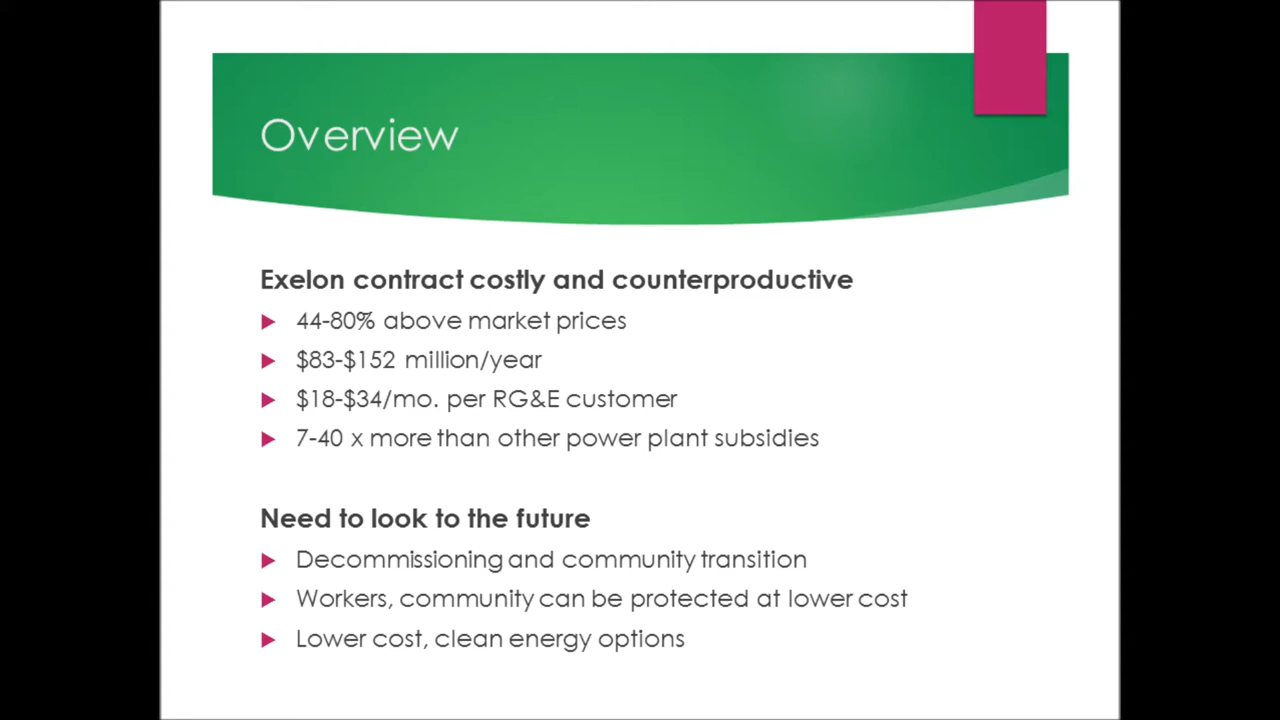 Overview
Exelon contract costly and counterproductive
44-80% above market prices
$83-$152 million/year
$18-$34/mo. per RG&E customer
7-40 x more than other power plant subsidies
Need to look to the future
Decommissioning and community transition
Workers, community can be protected at lower cost
Lower cost, clean energy options